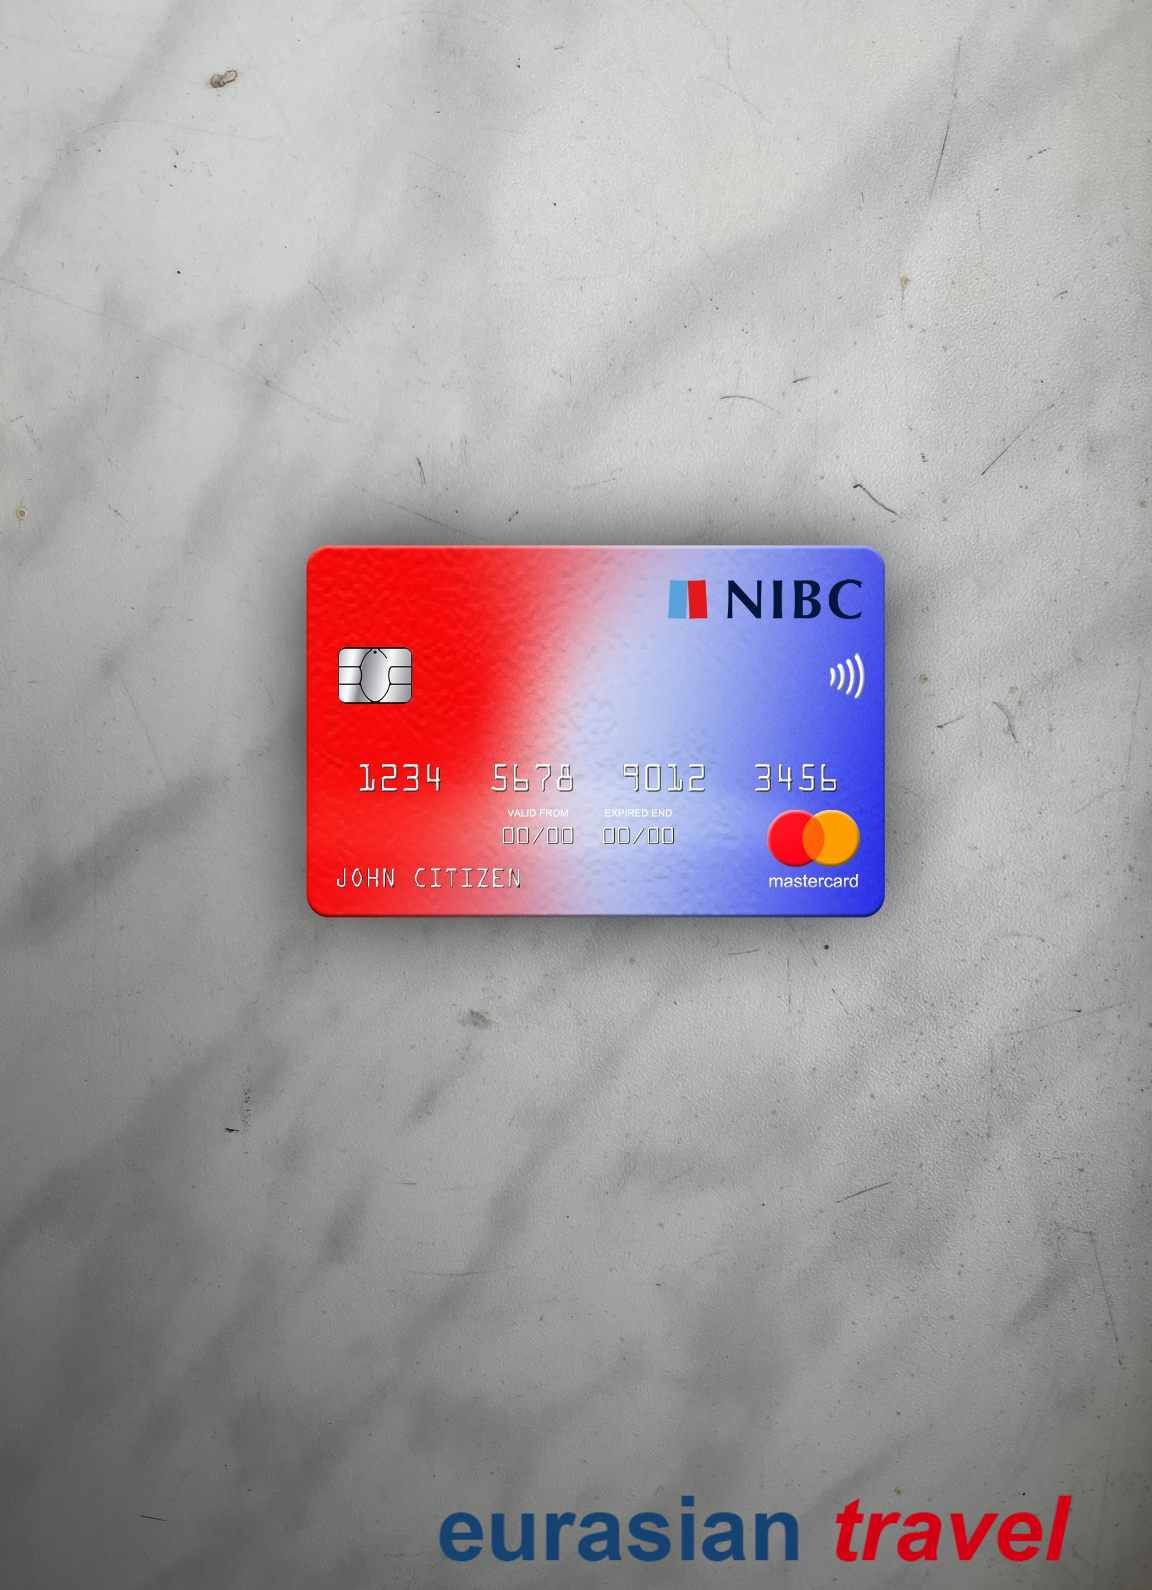 NIBC
1234 5678 9012 3456
VALID FROM EXPIRED END
00/00 00/00
JOHN CITIZEN
mastercard
eurasian travel